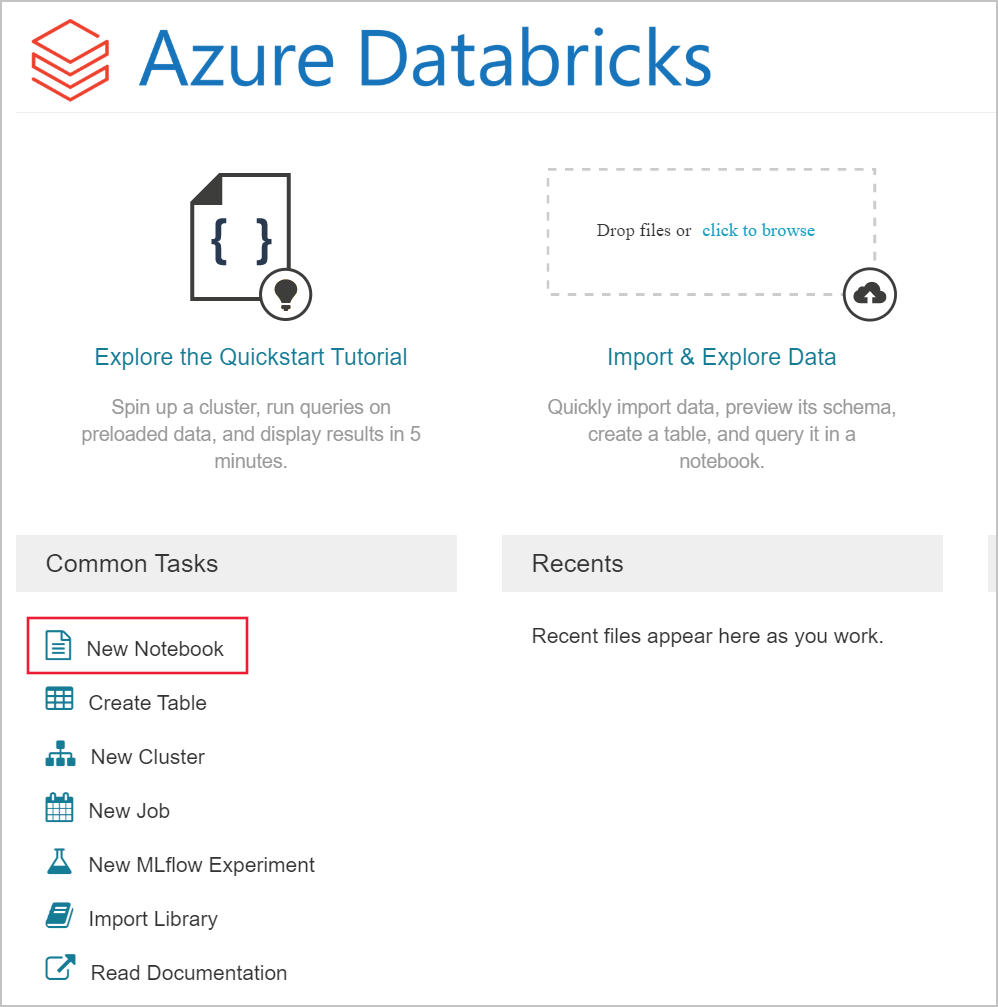 Azure Databricks
{ }
Drop files or click to browse
Explore the Quickstart Tutorial
Spin up a cluster, run queries on
preloaded data, and display results in 5
minutes.
Import & Explore Data
Quickly import data, preview its schema,
create a table, and query it in a
notebook.
Common Tasks
New Notebook
Create Table
New Cluster
New Job
New MLflow Experiment
Import Library
Read Documentation
Recents
Recent files appear here as you work.